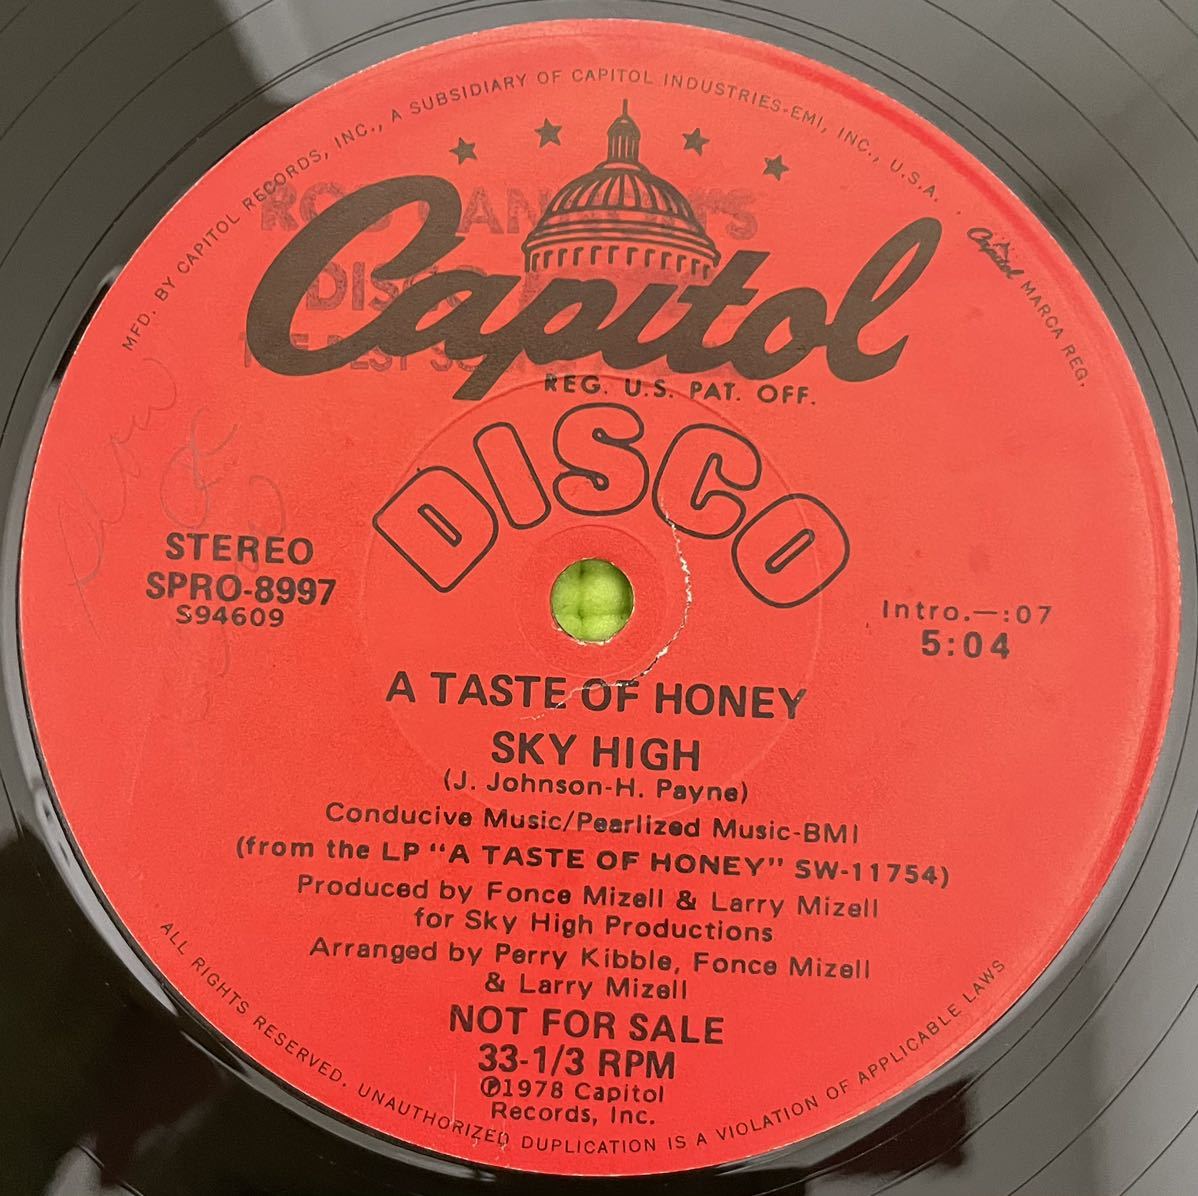 MFD. BY CAPITOL RECORDS, INC., A SUBSIDIARY OF CAPITOL INDUSTRIES-EMI, INC., U.S.A.
Capitol MARCA REG.
Capitol
REG. U.S. PAT. OFF.
DISCO
DISCO
STEREO
SPRO-8997
S94609
Intro.—:07
5:04
A TASTE OF HONEY
SKY HIGH
(J. Johnson-H. Payne)
Conducive Music/Pearlized Music-BMI
(from the LP "A TASTE OF HONEY" SW-11754)
Produced by Fonce Mizell & Larry Mizell
for Sky High Productions
Arranged by Perry Kibble, Fonce Mizell
& Larry Mizell
NOT FOR SALE
33-1/3 RPM
℗1978 Capitol
Records, Inc.
ALL RIGHTS RESERVED. UNAUTHORIZED DUPLICATION IS A VIOLATION OF APPLICABLE LAWS